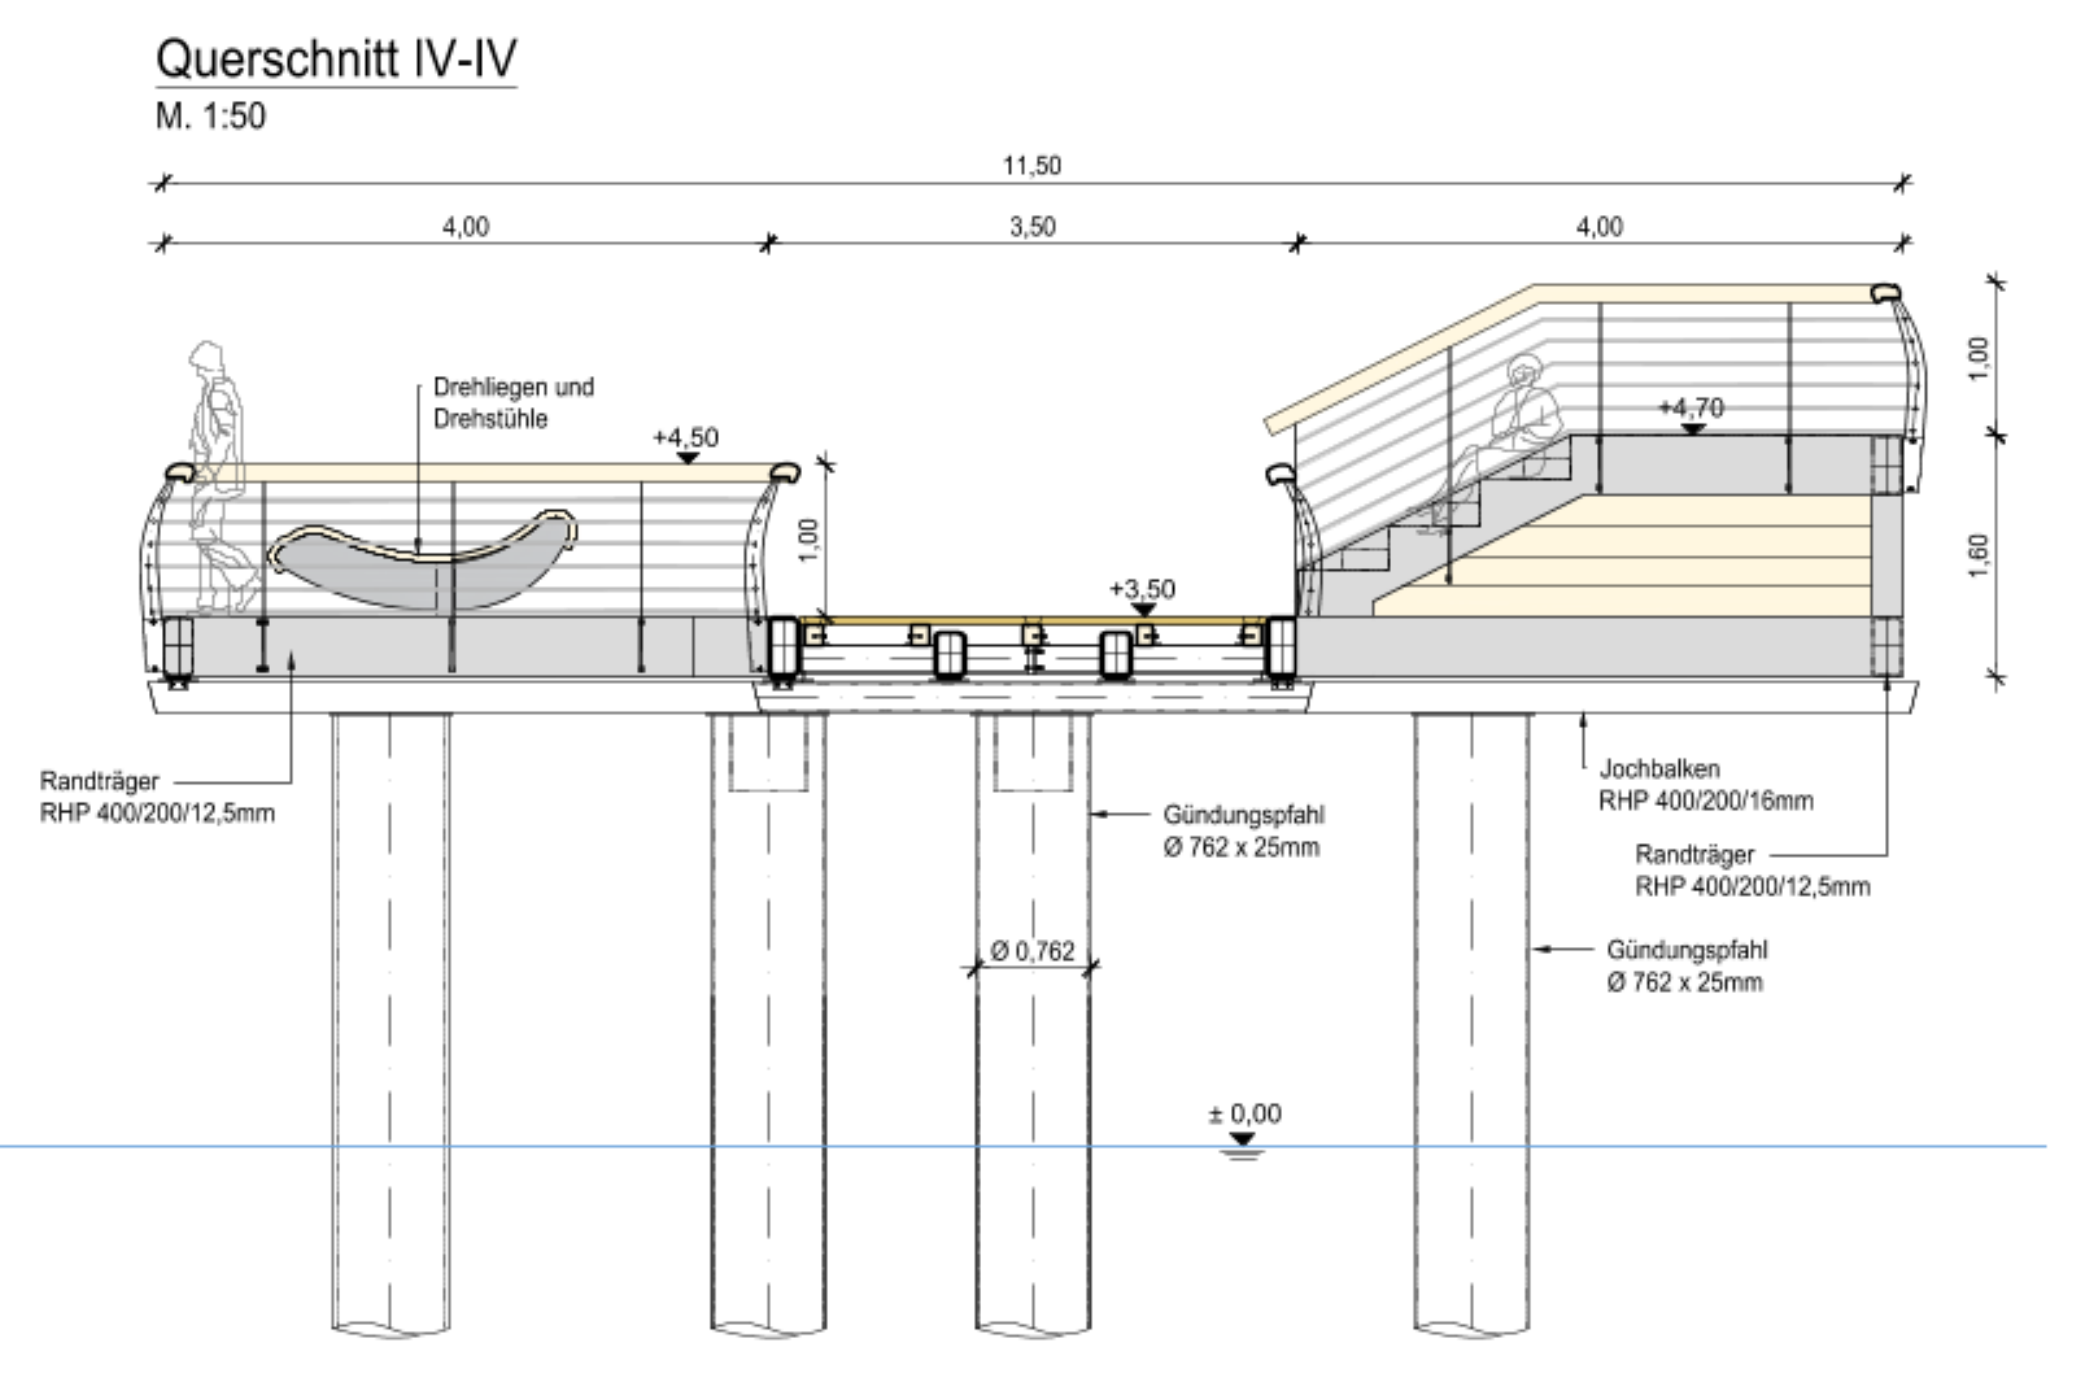 Querschnitt IV-IV
M. 1:50
11,50
4,00
3,50
4,00
1,00
Drehliegen und
Drehstühle
+4,50
+4,70
1,00
+3,50
1,60
Randträger
RHP 400/200/12,5mm
Gündungspfahl
Ø 762 x 25mm
Jochbalken
RHP 400/200/16mm
Randträger
RHP 400/200/12,5mm
Ø 0,762
Gündungspfahl
Ø 762 x 25mm
± 0,00